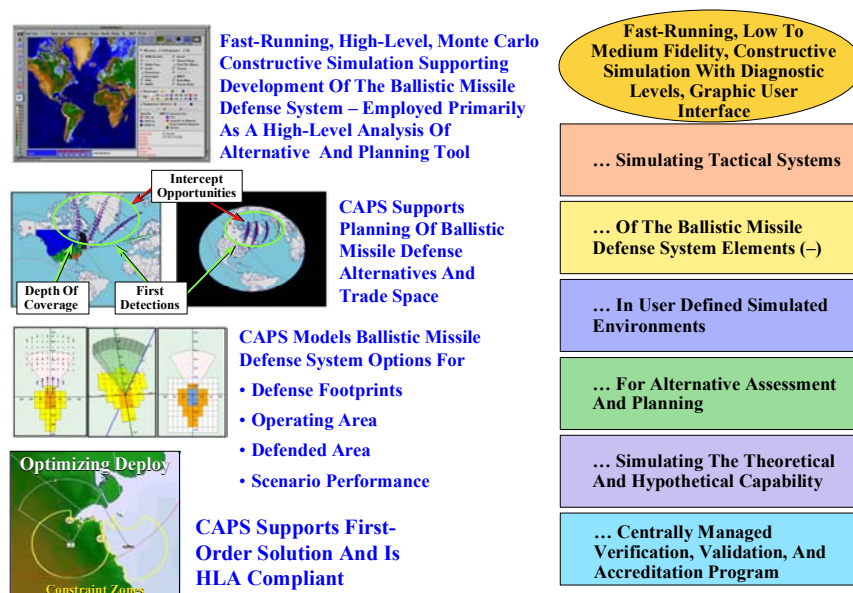 Fast-Running, High-Level, Monte Carlo
Constructive Simulation Supporting
Development Of The Ballistic Missile
Defense System – Employed Primarily
As A High-Level Analysis Of
Alternative And Planning Tool
Intercept
Opportunities
Depth Of
Coverage
First
Detections
CAPS Supports
Planning Of Ballistic
Missile Defense
Alternatives And
Trade Space
CAPS Models Ballistic Missile
Defense System Options For
• Defense Footprints
• Operating Area
• Defended Area
• Scenario Performance
Optimizing Deploy
Constraint Zones
CAPS Supports First-
Order Solution And Is
HLA Compliant
Fast-Running, Low To
Medium Fidelity, Constructive
Simulation With Diagnostic
Levels, Graphic User
Interface
… Simulating Tactical Systems
… Of The Ballistic Missile
Defense System Elements (–)
… In User Defined Simulated
Environments
… For Alternative Assessment
And Planning
… Simulating The Theoretical
And Hypothetical Capability
… Centrally Managed
Verification, Validation, And
Accreditation Program